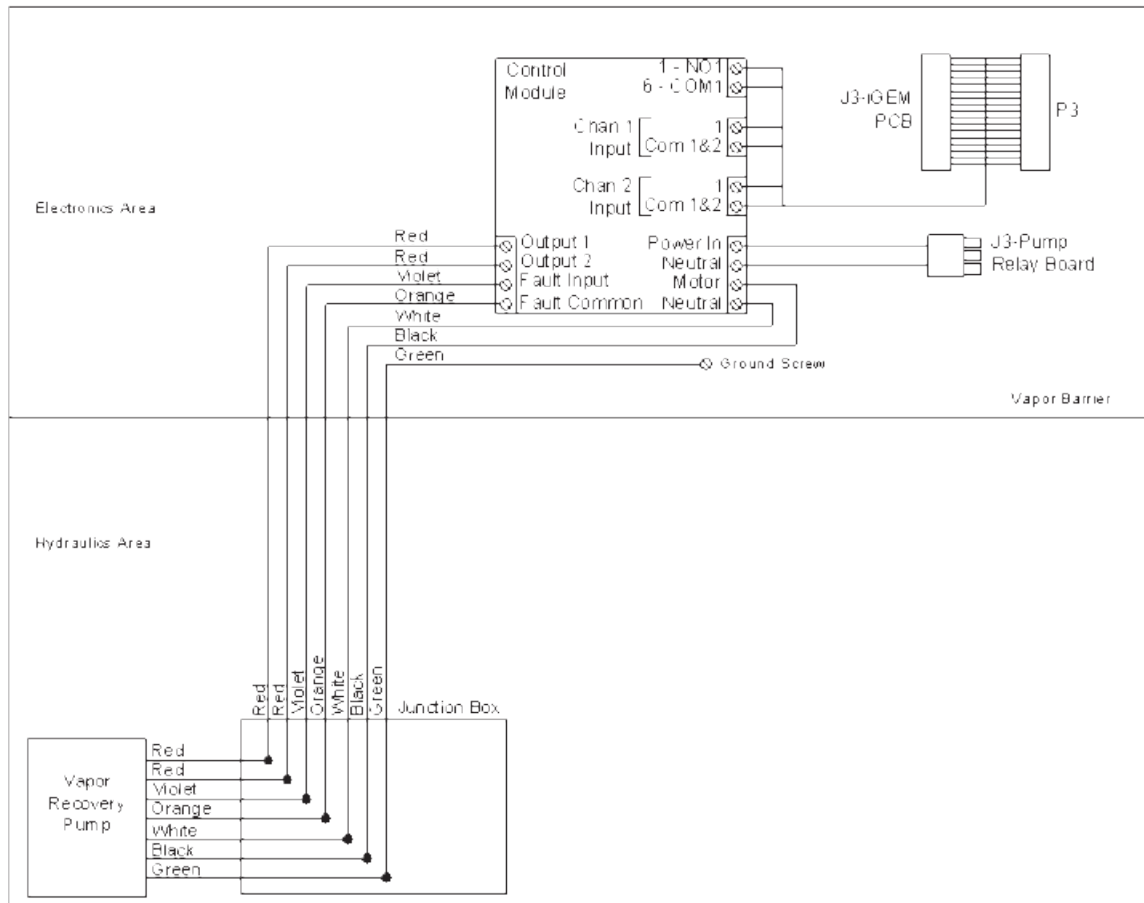 Control
Module
1 - NO1
6 - COM1
Chan 1
Input
1
Com 1&2
Chan 2
Input
1
Com 1&2
J3-iGEM
PCB
P3
Electronics Area
Red
Red
Violet
Orange
White
Black
Green
Output 1
Output 2
Fault Input
Fault Common
Power In
Neutral
Motor
Neutral
J3-Pump
Relay Board
Ground Screw
Vapor Barrier
Hydraulics Area
Red
Red
Violet
Orange
White
Black
Green
Junction Box
Vapor
Recovery
Pump
Red
Red
Violet
Orange
White
Black
Green